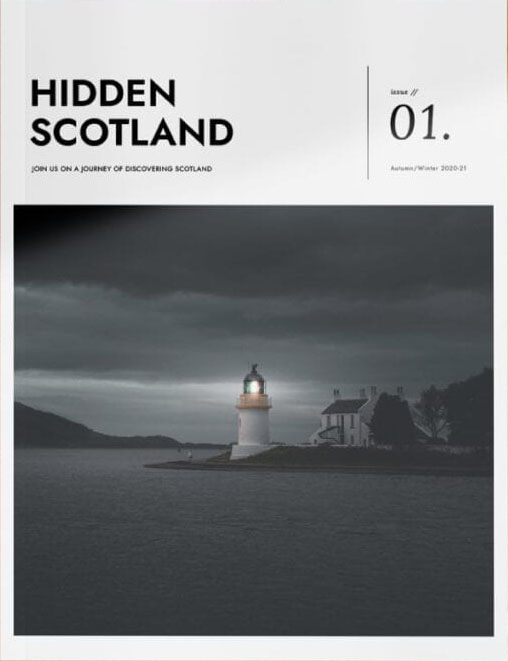 HIDDEN
SCOTLAND
JOIN US ON A JOURNEY OF DISCOVERING SCOTLAND
issue //
01.
Autumn/Winter 2020-21